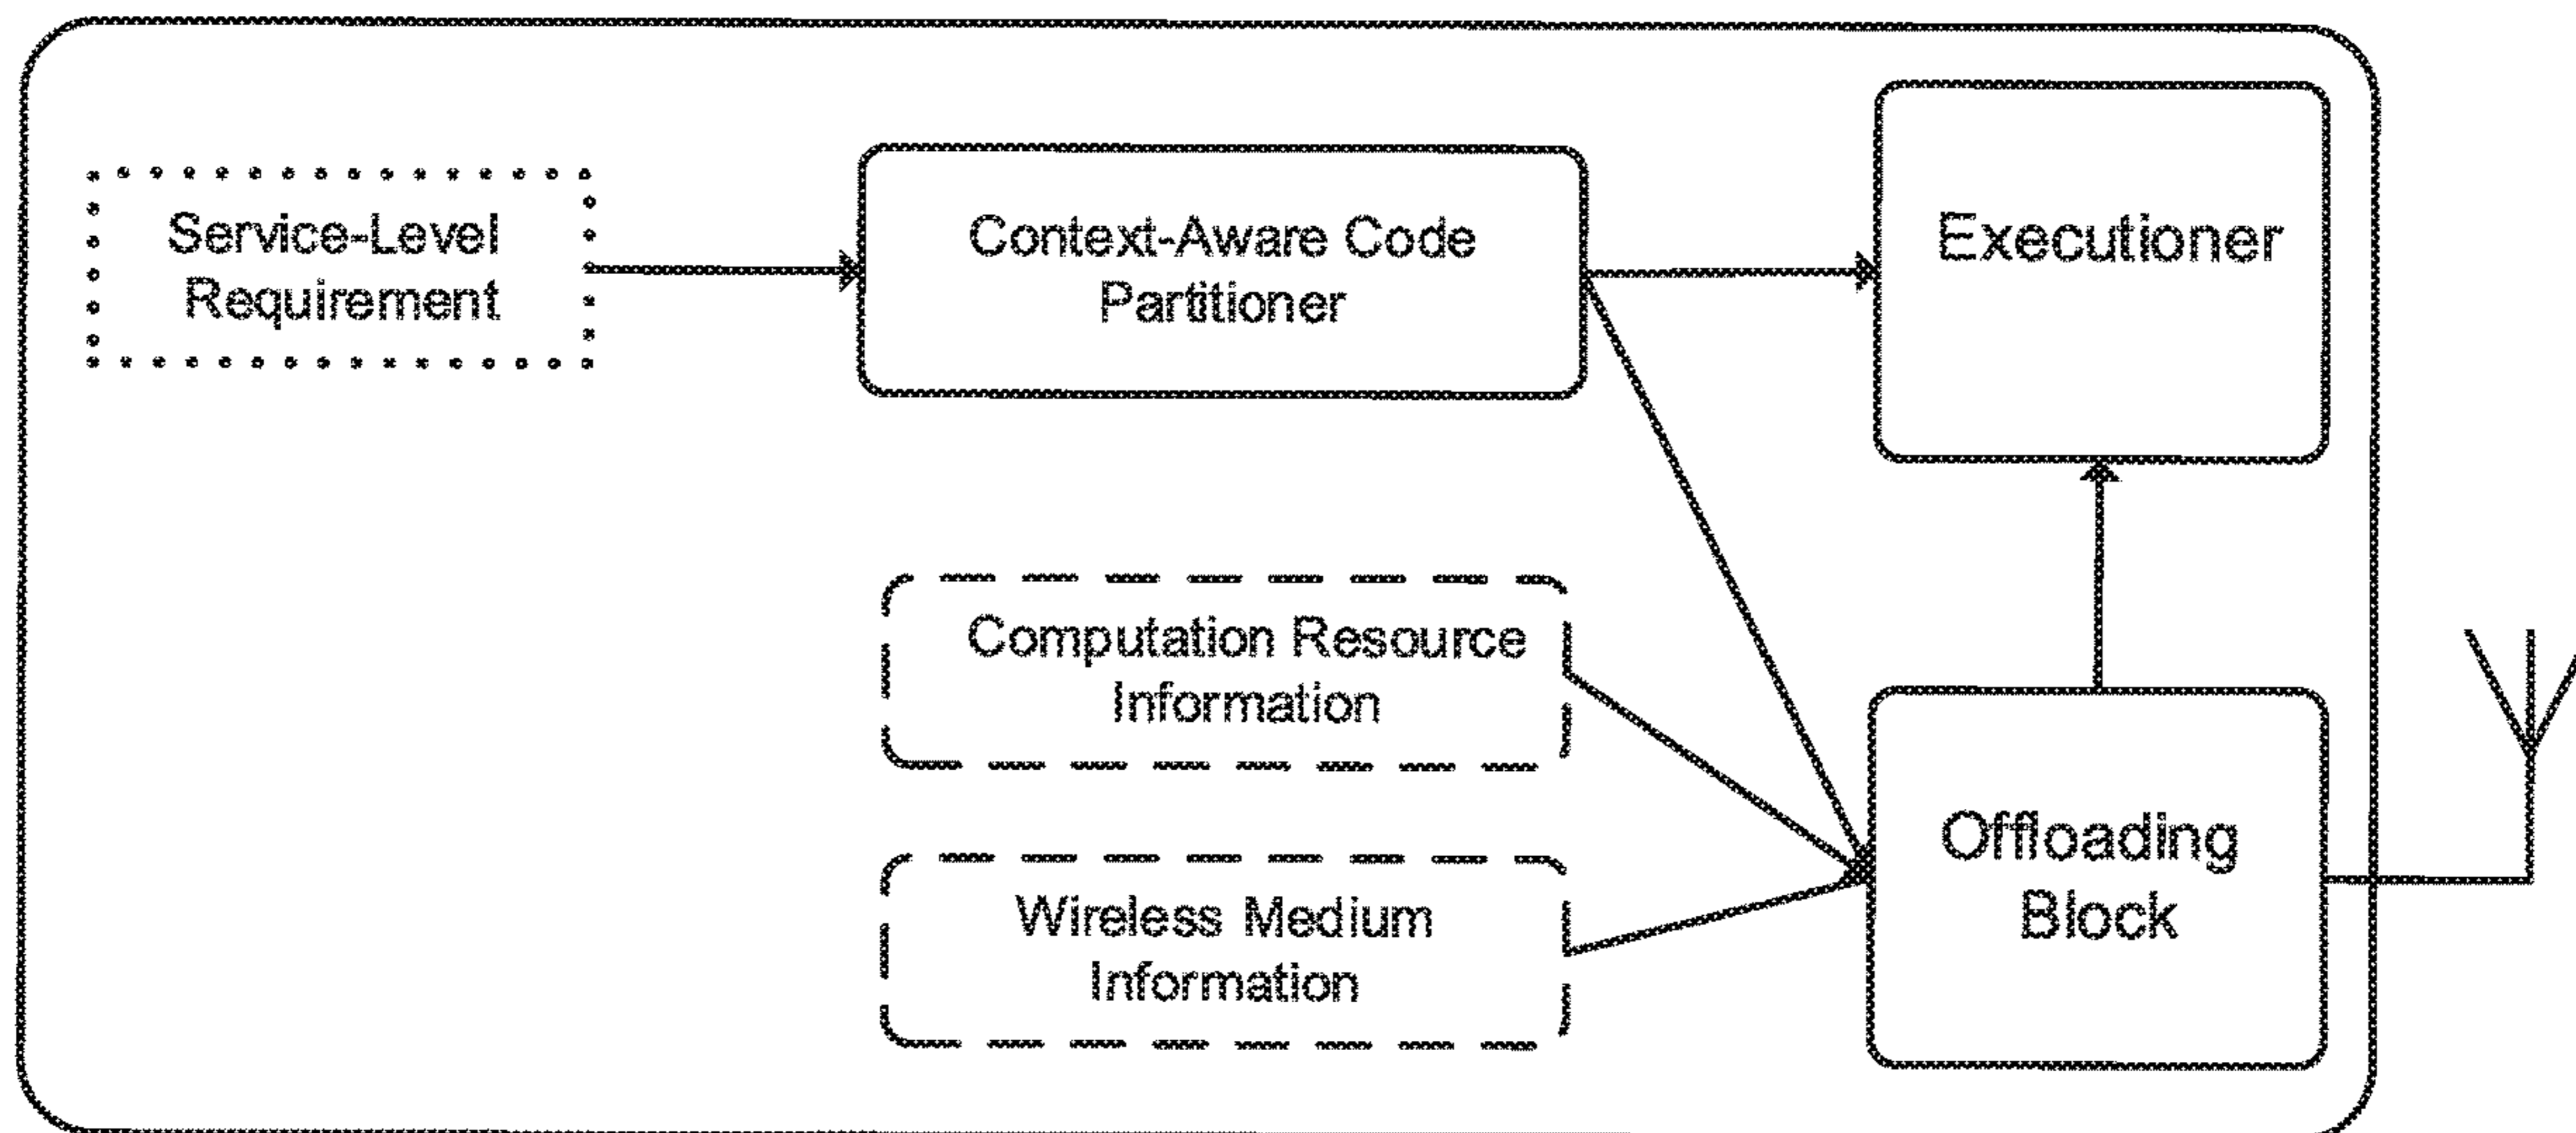 Service-Level
Requirement
Context-Aware Code
Partitioner
Executioner
Computation Resource
Information
Wireless Medium
Information
Offloading
Block